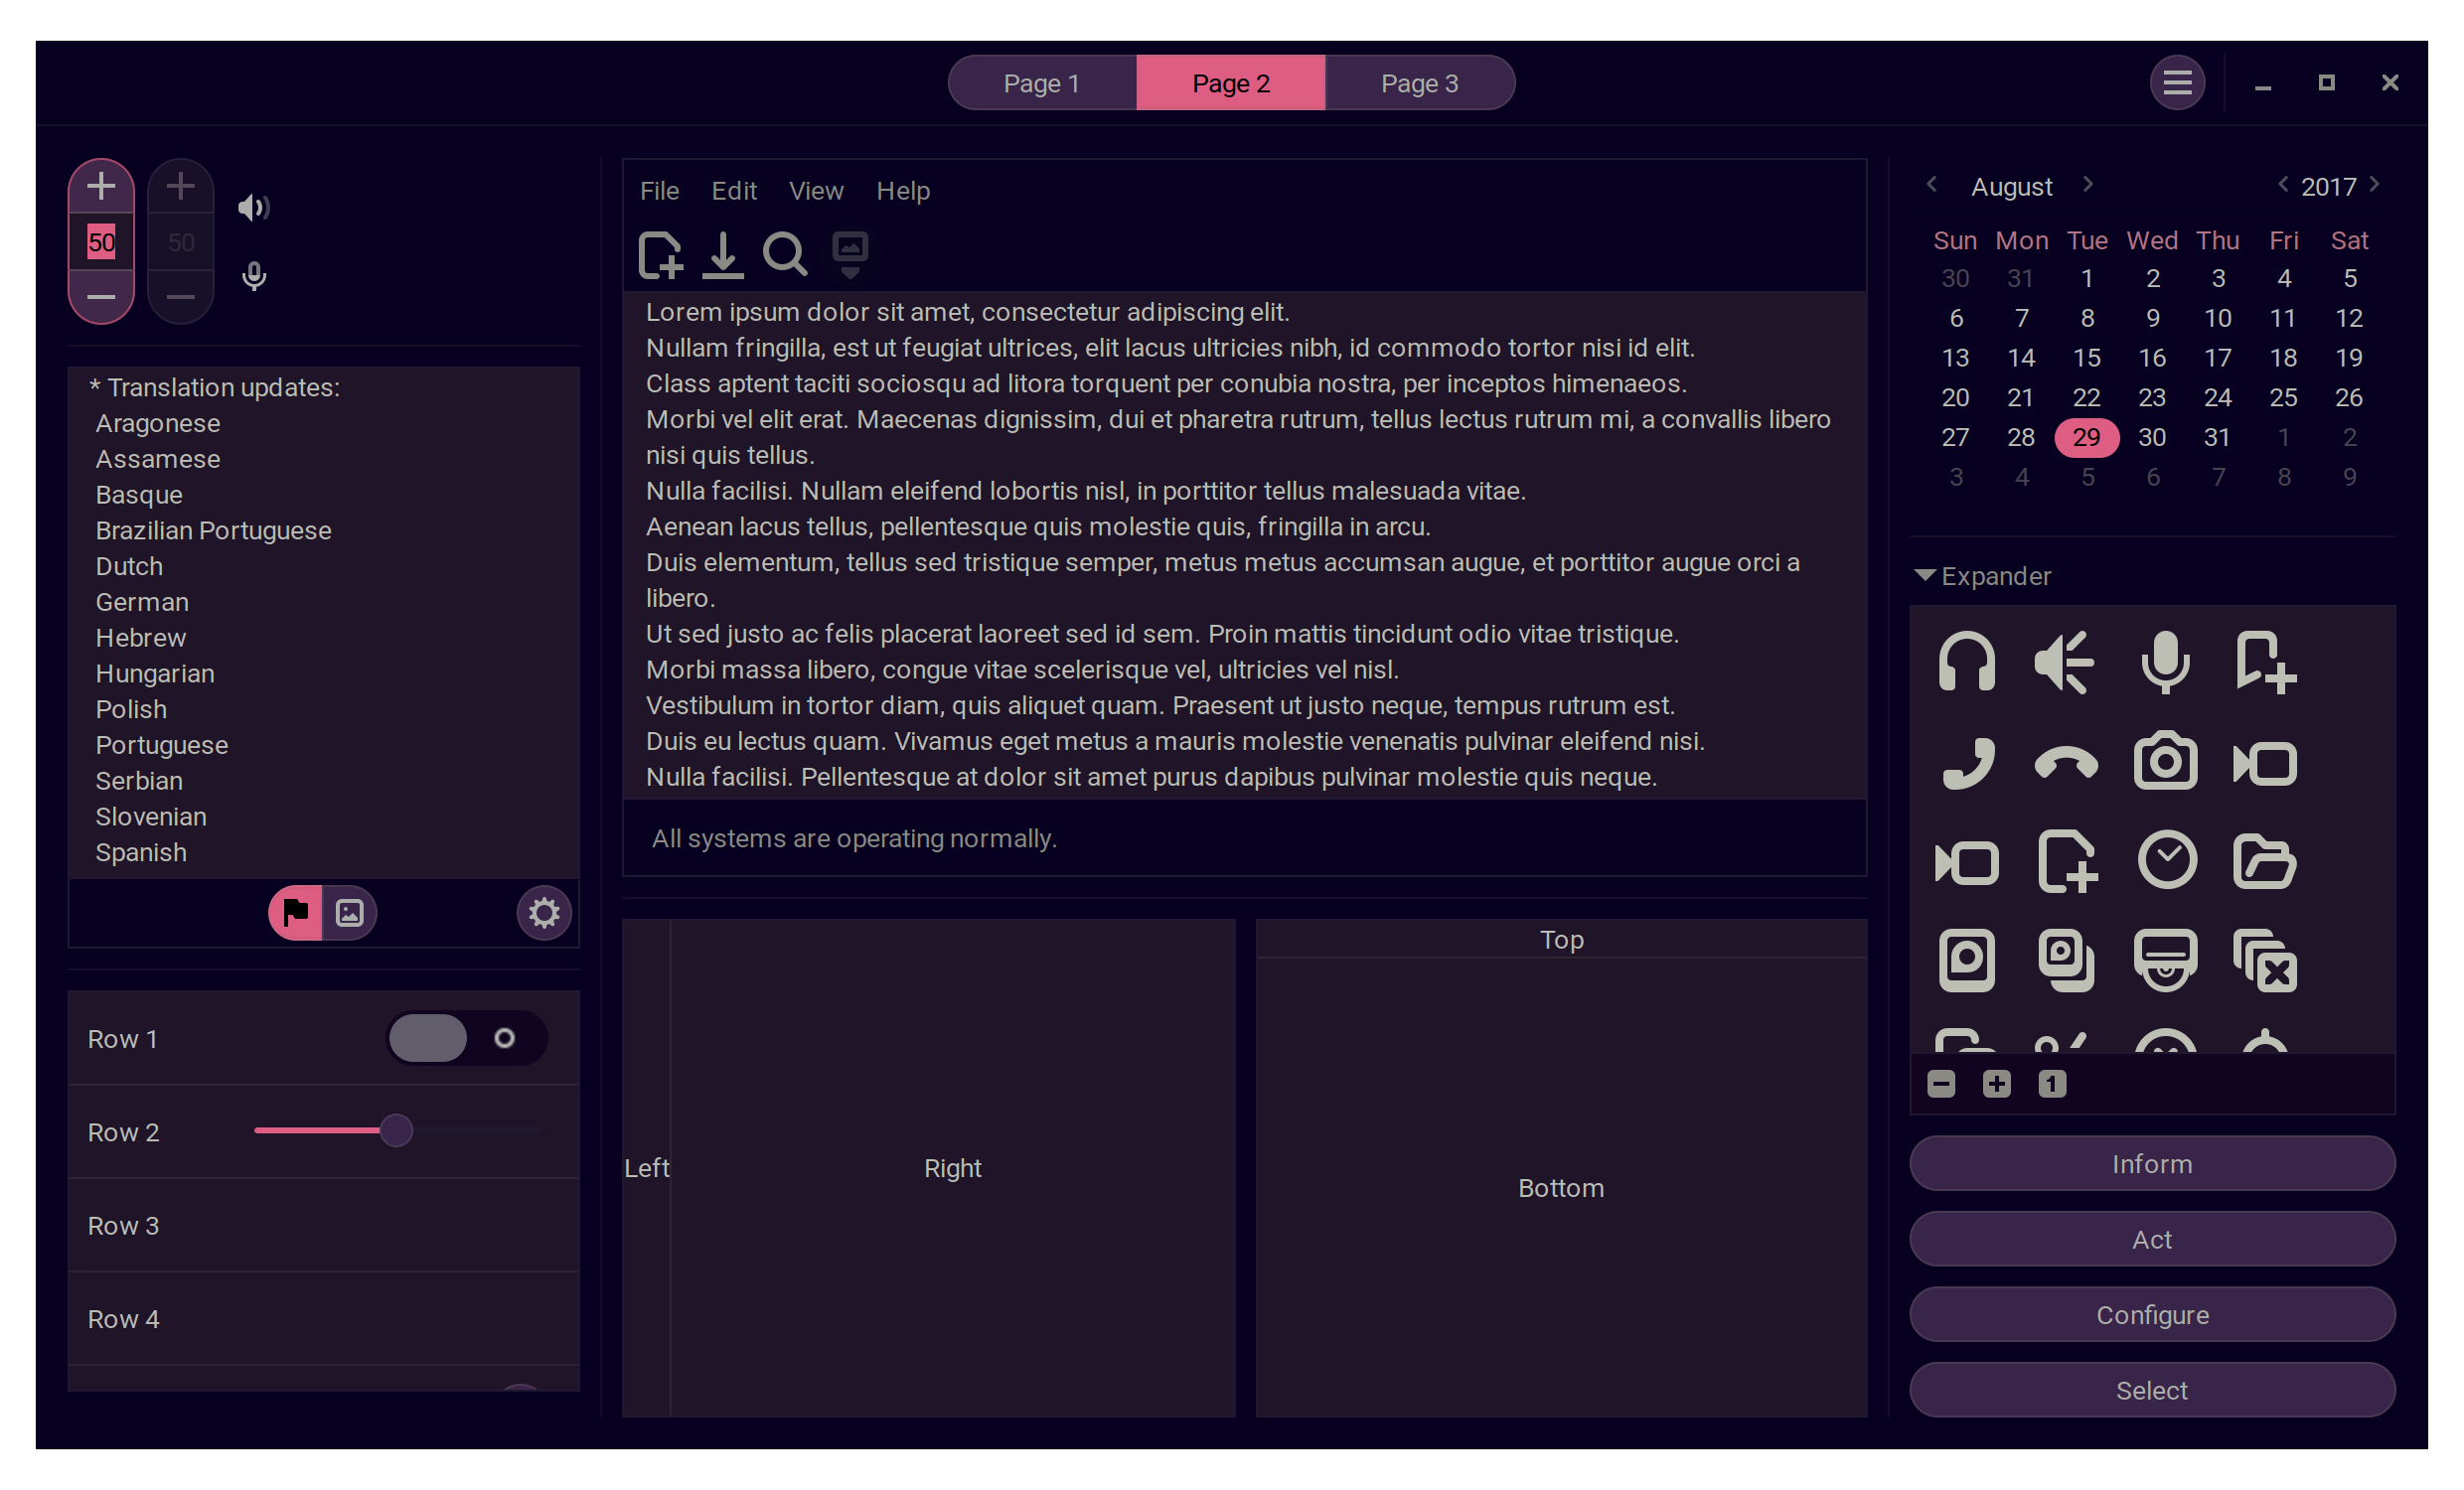 Page 1
Page 2
Page 3
50
50
* Translation updates:
Aragonese
Assamese
Basque
Brazilian Portuguese
Dutch
German
Hebrew
Hungarian
Polish
Portuguese
Serbian
Slovenian
Spanish
Row 1
Row 2
Row 3
Row 4
File Edit View Help
Lorem ipsum dolor sit amet, consectetur adipiscing elit.
Nullam fringilla, est ut feugiat ultrices, elit lacus ultricies nibh, id commodo tortor nisi id elit.
Class aptent taciti sociosqu ad litora torquent per conubia nostra, per inceptos himenaeos.
Morbi vel elit erat. Maecenas dignissim, dui et pharetra rutrum, tellus lectus rutrum mi, a convallis libero
nisi quis tellus.
Nulla facilisi. Nullam eleifend lobortis nisl, in porttitor tellus malesuada vitae.
Aenean lacus tellus, pellentesque quis molestie quis, fringilla in arcu.
Duis elementum, tellus sed tristique semper, metus metus accumsan augue, et porttitor augue orci a
libero.
Ut sed justo ac felis placerat laoreet sed id sem. Proin mattis tincidunt odio vitae tristique.
Morbi massa libero, congue vitae scelerisque vel, ultricies vel nisl.
Vestibulum in tortor diam, quis aliquet quam. Praesent ut justo neque, tempus rutrum est.
Duis eu lectus quam. Vivamus eget metus a mauris molestie venenatis pulvinar eleifend nisi.
Nulla facilisi. Pellentesque at dolor sit amet purus dapibus pulvinar molestie quis neque.
All systems are operating normally.
Left
Right
Top
Bottom
August 2017
Sun Mon Tue Wed Thu Fri Sat
30 31 1 2 3 4 5
6 7 8 9 10 11 12
13 14 15 16 17 18 19
20 21 22 23 24 25 26
27 28 29 30 31 1 2
3 4 5 6 7 8 9
Expander
1
Inform
Act
Configure
Select